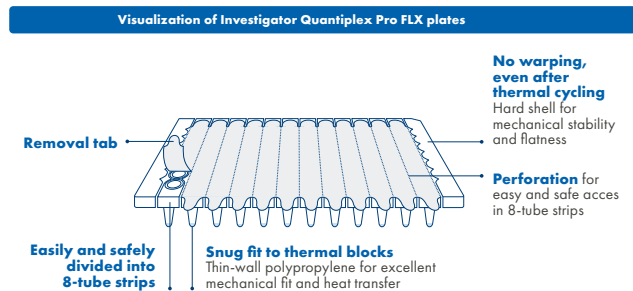 Visualization of Investigator Quantiplex Pro FLX plates
No warping,
even after
thermal cycling
Hard shell for
mechanical stability
and flatness
Removal tab
Perforation for
easy and safe acces
in 8-tube strips
Easily and safely
divided into
8-tube strips
Snug fit to thermal blocks
Thin-wall polypropylene for excellent
mechanical fit and heat transfer